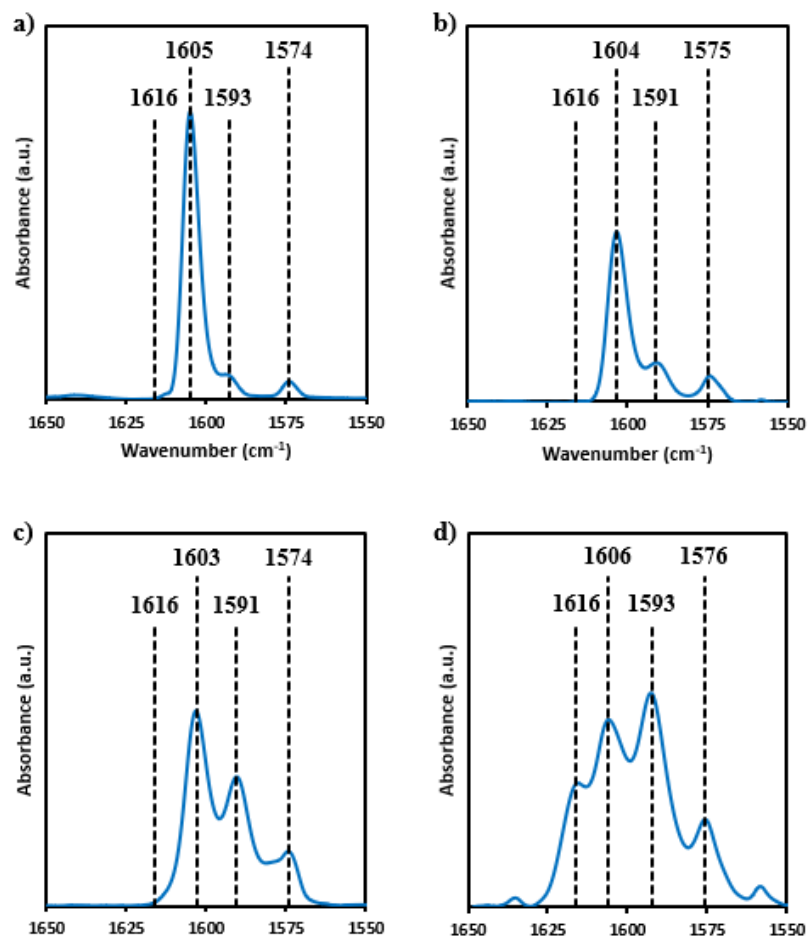 a)
1605 1574
1616 1593
Absorbance (a.u.)
1650 1625 1600 1575 1550
Wavenumber (cm⁻¹)
b)
1604 1575
1616 1591
Absorbance (a.u.)
1650 1625 1600 1575 1550
Wavenumber (cm⁻¹)
c)
1603 1574
1616 1591
Absorbance (a.u.)
1650 1625 1600 1575 1550
d)
1606 1576
1616 1593
Absorbance (a.u.)
1650 1625 1600 1575 1550